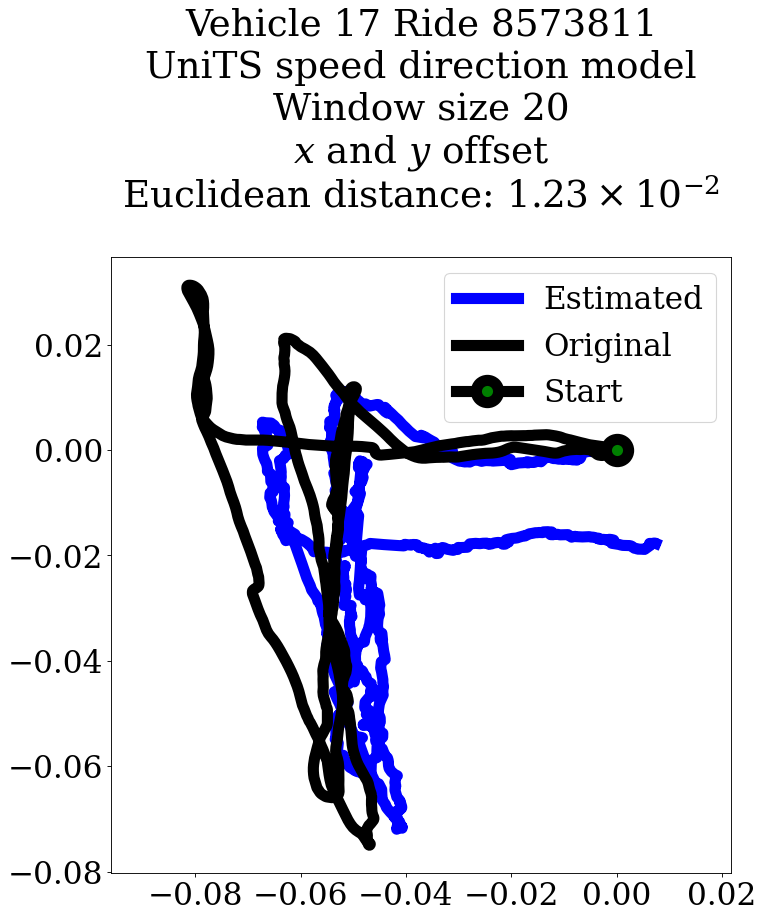 Vehicle 17 Ride 8573811
UniTS speed direction model
Window size 20
x and y offset
Euclidean distance: 1.23 × 10⁻²
Estimated
Original
Start
0.02
0.00
−0.02
−0.04
−0.06
−0.08
−0.08 −0.06 −0.04 −0.02 0.00 0.02